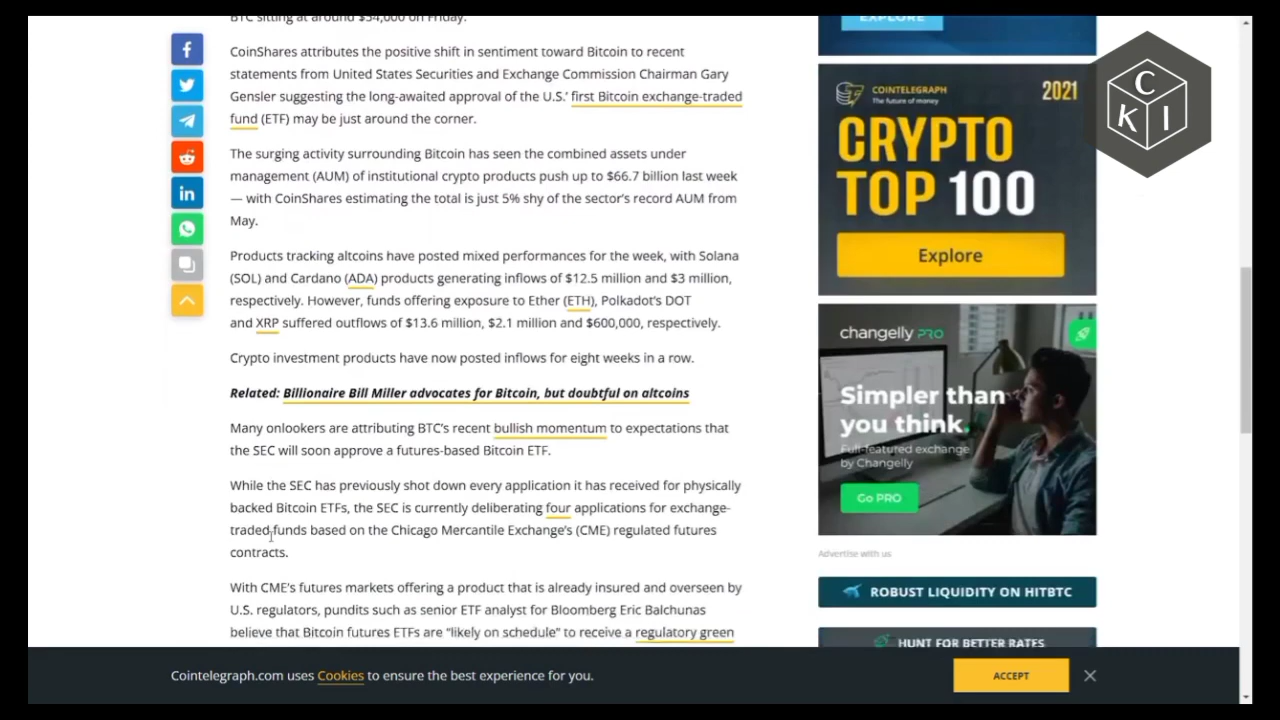 BTC sitting at around $54,000 on Friday.
CoinShares attributes the positive shift in sentiment toward Bitcoin to recent
statements from United States Securities and Exchange Commission Chairman Gary
Gensler suggesting the long-awaited approval of the U.S.’ first Bitcoin exchange-traded
fund (ETF) may be just around the corner.
The surging activity surrounding Bitcoin has seen the combined assets under
management (AUM) of institutional crypto products push up to $66.7 billion last week
— with CoinShares estimating the total is just 5% shy of the sector’s record AUM from
May.
Products tracking altcoins have posted mixed performances for the week, with Solana
(SOL) and Cardano (ADA) products generating inflows of $12.5 million and $3 million,
respectively. However, funds offering exposure to Ether (ETH), Polkadot’s DOT
and XRP suffered outflows of $13.6 million, $2.1 million and $600,000, respectively.
Crypto investment products have now posted inflows for eight weeks in a row.
Related: Billionaire Bill Miller advocates for Bitcoin, but doubtful on altcoins
Many onlookers are attributing BTC’s recent bullish momentum to expectations that
the SEC will soon approve a futures-based Bitcoin ETF.
While the SEC has previously shot down every application it has received for physically
backed Bitcoin ETFs, the SEC is currently deliberating four applications for exchange-
traded funds based on the Chicago Mercantile Exchange’s (CME) regulated futures
contracts.
With CME’s futures markets offering a product that is already insured and overseen by
U.S. regulators, pundits such as senior ETF analyst for Bloomberg Eric Balchunas
believe that Bitcoin futures ETFs are “likely on schedule” to receive a regulatory green
EXPLORE
COINTELEGRAPH
The future of money
2021
CRYPTO
TOP 100
Explore
C
K I
changelly PRO
Simpler than
you think.
Full-featured exchange
by Changelly
Go PRO
Advertise with us
ROBUST LIQUIDITY ON HITBTC
HUNT FOR BETTER RATES
Cointelegraph.com uses Cookies to ensure the best experience for you.
ACCEPT